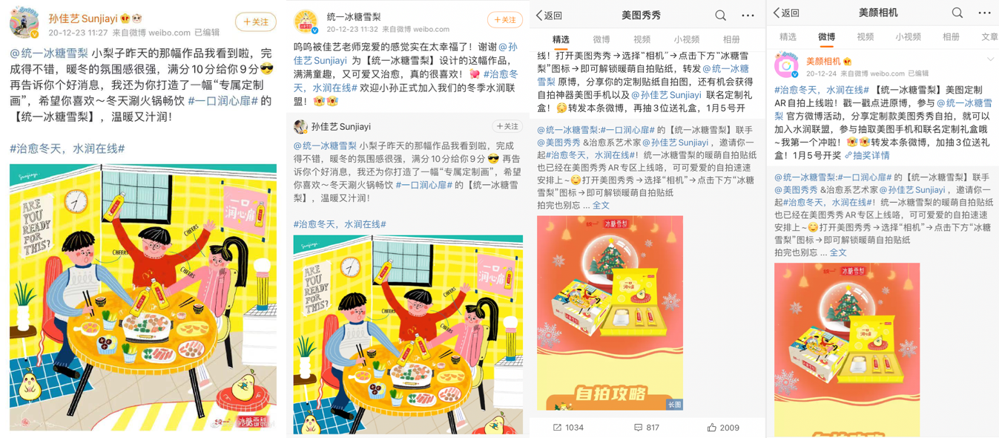 孙佳艺Sunjiayi
20-12-23 11:27 来自微博 weibo.com 已编辑
+关注
@统一冰糖雪梨 小梨子昨天的那幅作品我看到啦，完
成得不错，暖冬的氛围感很强，满分10分给你9分😎
再告诉你个好消息，我还为你打造了一幅“专属定制
画”，希望你喜欢～冬天涮火锅畅饮 #一口润心扉# 的
【统一冰糖雪梨】，温暖又汁润！
#治愈冬天，水润在线#
Sunjiayi
ARE
YOU
READY
FOR
THIS?
一口
润心扉
CHEERS
CHEERS
CHEERS
统一 冰糖雪梨
统一冰糖雪梨
20-12-23 11:32 来自微博 weibo.com
+关注
呜呜被佳艺老师宠爱的感觉实在太幸福了！谢谢@孙
佳艺Sunjiayi 为【统一冰糖雪梨】设计的这幅作品，
满满童趣，又可爱又治愈，真的很喜欢！💘 #治愈冬
天，水润在线# 欢迎小孙正式加入我们的冬季水润联
盟！
孙佳艺Sunjiayi
+关注
@统一冰糖雪梨 小梨子昨天的那幅作品我看到啦，完成
得不错，暖冬的氛围感很强，满分10分给你9分😎 再告
诉你个好消息，我还为你打造了一幅“专属定制画”，希望
你喜欢～冬天涮火锅畅饮 #一口润心扉# 的【统一冰糖雪
梨】，温暖又汁润！
#治愈冬天，水润在线#
Sunjiayi
ARE
YOU
READY
FOR
THIS?
一口
润心扉
CHEERS
CHEERS
CHEERS
返回
美图秀秀
精选 微博 视频 小视频 相册
线！打开美图秀秀→选择“相机”→点击下方“冰糖雪
梨”图标→即可解锁暖萌自拍贴纸，转发@统一冰糖
雪梨 原博，分享你的定制贴纸自拍图，还有机会获得
自拍神器美图手机以及@孙佳艺Sunjiayi 联名定制礼
盒！转发本条微博，再抽3位送礼盒，1月5号开
@统一冰糖雪梨:#一口润心扉# 的【统一冰糖雪梨】联手
@美图秀秀 &治愈系艺术家@孙佳艺Sunjiayi ，邀请你一
起#治愈冬天，水润在线#！统一冰糖雪梨的暖萌自拍贴纸
也已经在美图秀秀AR专区上线咯，可可爱爱的自拍速速
安排上~😋打开美图秀秀→选择“相机”→点击下方“冰糖
雪梨”图标→即可解锁暖萌自拍贴纸
拍完也别忘 ... 全文
统一 冰糖雪梨
一口
润心扉
自拍攻略
长图
1034
817
2009
返回
美颜相机
精选 微博 视频 小视频 相册 文章
美颜相机
20-12-24 来自微博 weibo.com 已编辑
#治愈冬天，水润在线# 【统一冰糖雪梨】美图定制
AR自拍上线啦！戳一戳点进原博，参与@统一冰糖雪
梨 官方微博活动，分享定制款美图秀秀自拍，就可以
加入水润联盟，参与抽取美图手机和联名定制礼盒哦
~我第一个冲啦！转发本条微博，加抽3位送礼
盒！1月5号开奖 抽奖详情
@统一冰糖雪梨:#一口润心扉# 的【统一冰糖雪梨】联手
@美图秀秀 &治愈系艺术家@孙佳艺Sunjiayi ，邀请你一
起#治愈冬天，水润在线#！统一冰糖雪梨的暖萌自拍贴纸
也已经在美图秀秀AR专区上线咯，可可爱爱的自拍速速
安排上~😋打开美图秀秀→选择“相机”→点击下方“冰糖
雪梨”图标→即可解锁暖萌自拍贴纸
拍完也别忘 ... 全文
统一 冰糖雪梨